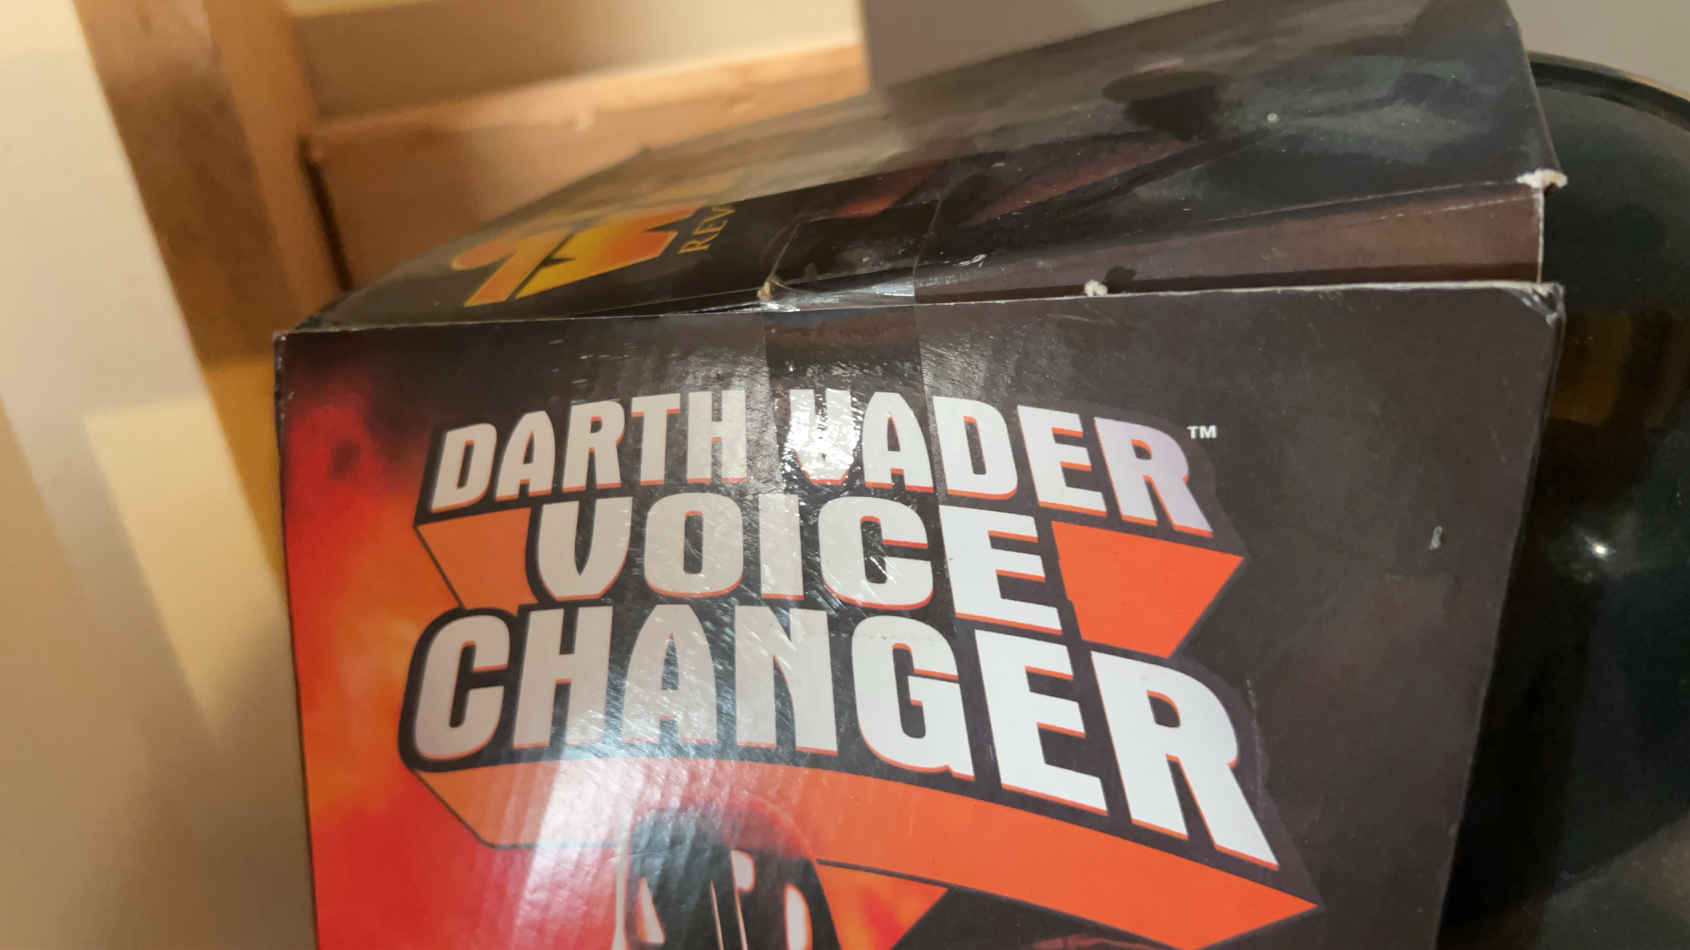 DARTH VADER™
VOICE
CHANGER
REV